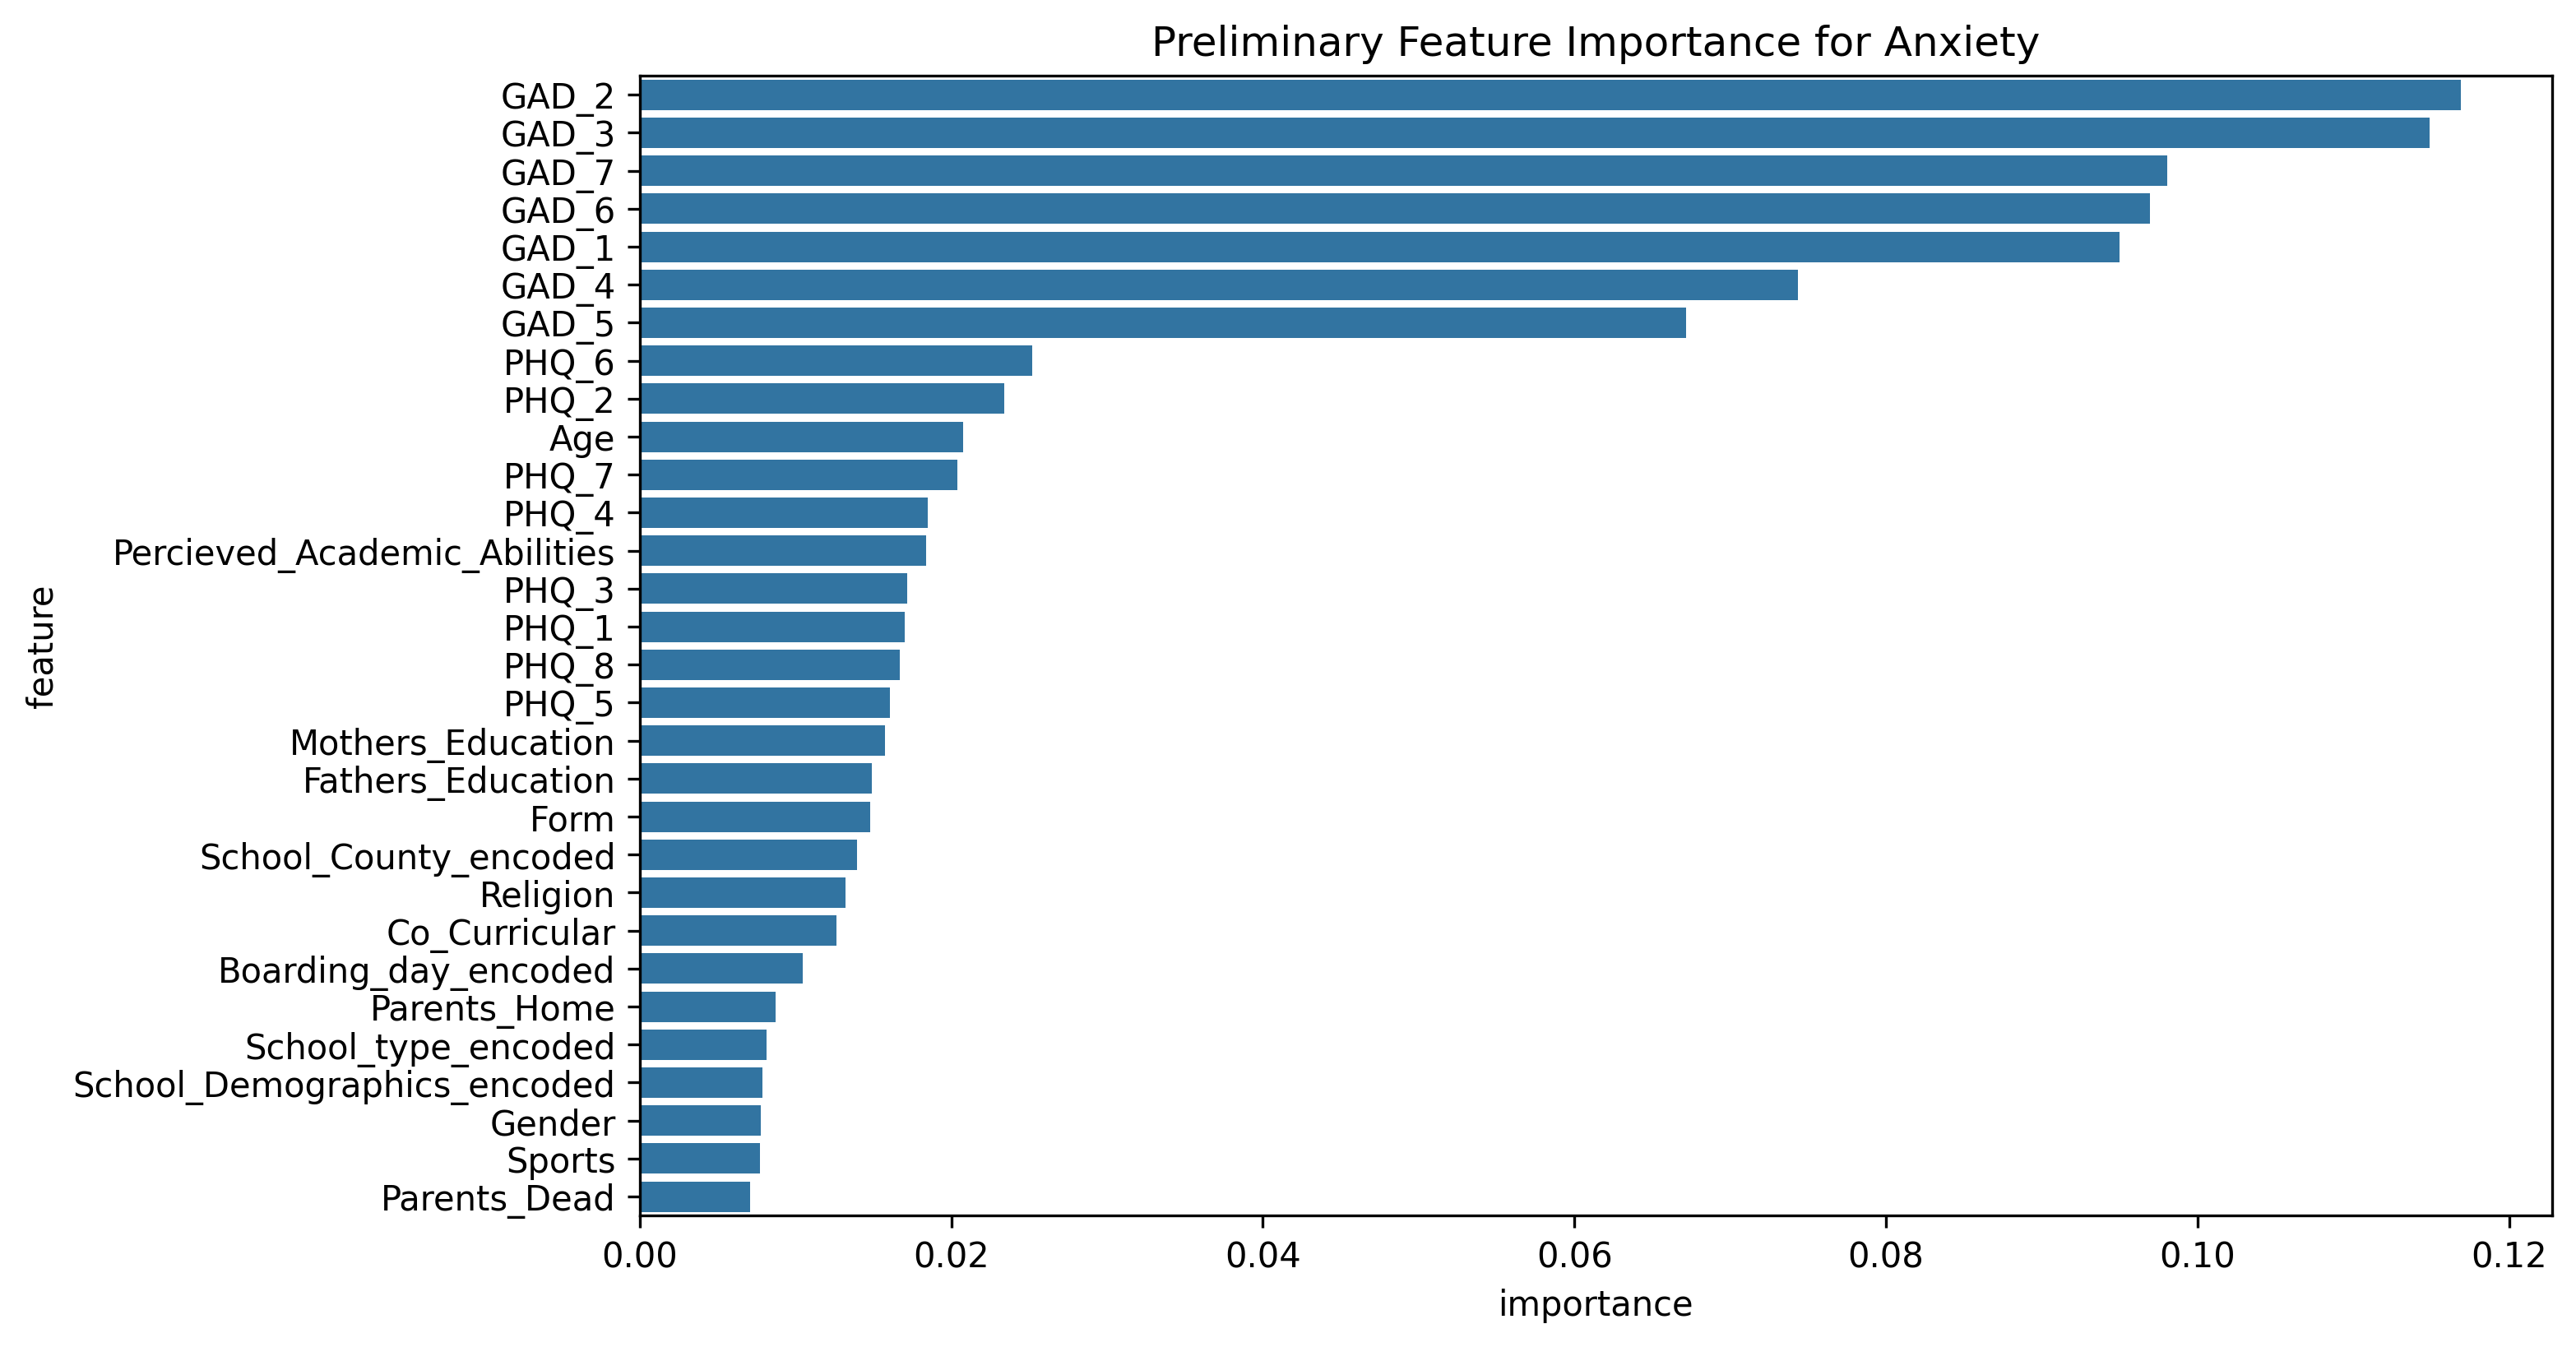 Preliminary Feature Importance for Anxiety
GAD_2
GAD_3
GAD_7
GAD_6
GAD_1
GAD_4
GAD_5
PHQ_6
PHQ_2
Age
PHQ_7
PHQ_4
Percieved_Academic_Abilities
PHQ_3
PHQ_1
PHQ_8
PHQ_5
Mothers_Education
Fathers_Education
Form
School_County_encoded
Religion
Co_Curricular
Boarding_day_encoded
Parents_Home
School_type_encoded
School_Demographics_encoded
Gender
Sports
Parents_Dead
feature
0.00 0.02 0.04 0.06 0.08 0.10 0.12
importance